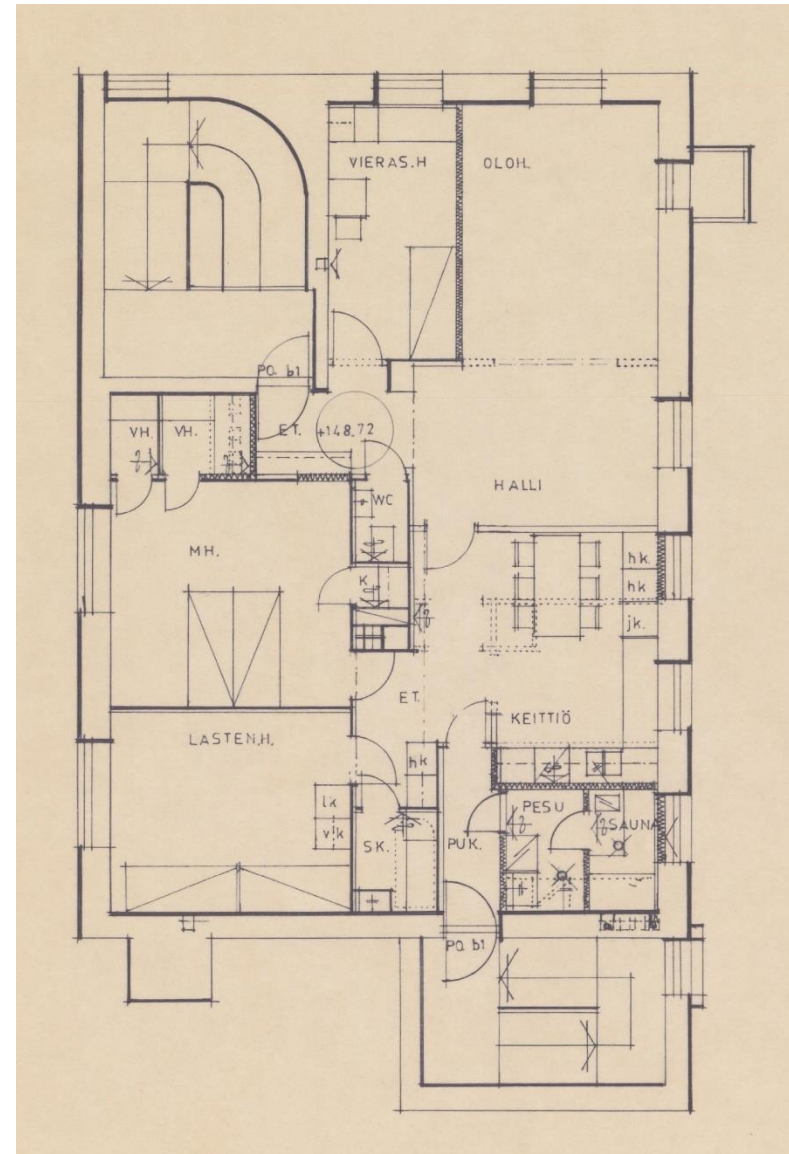 VIERAS.H
OLOH.
PO. b1
VH.
VH.
ET.
+148.72
WC
HALLI
MH.
hk.
hk
K
jk.
ET.
KEITTIÖ
LASTEN.H.
hk
PESU
lk
vlk
SK.
PUK.
SAUNA
PO. b1